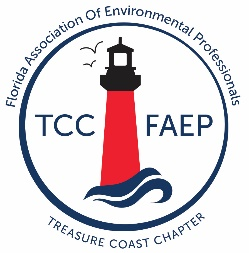 Florida Association Of Environmental Professionals
TCC FAEP
TREASURE COAST CHAPTER